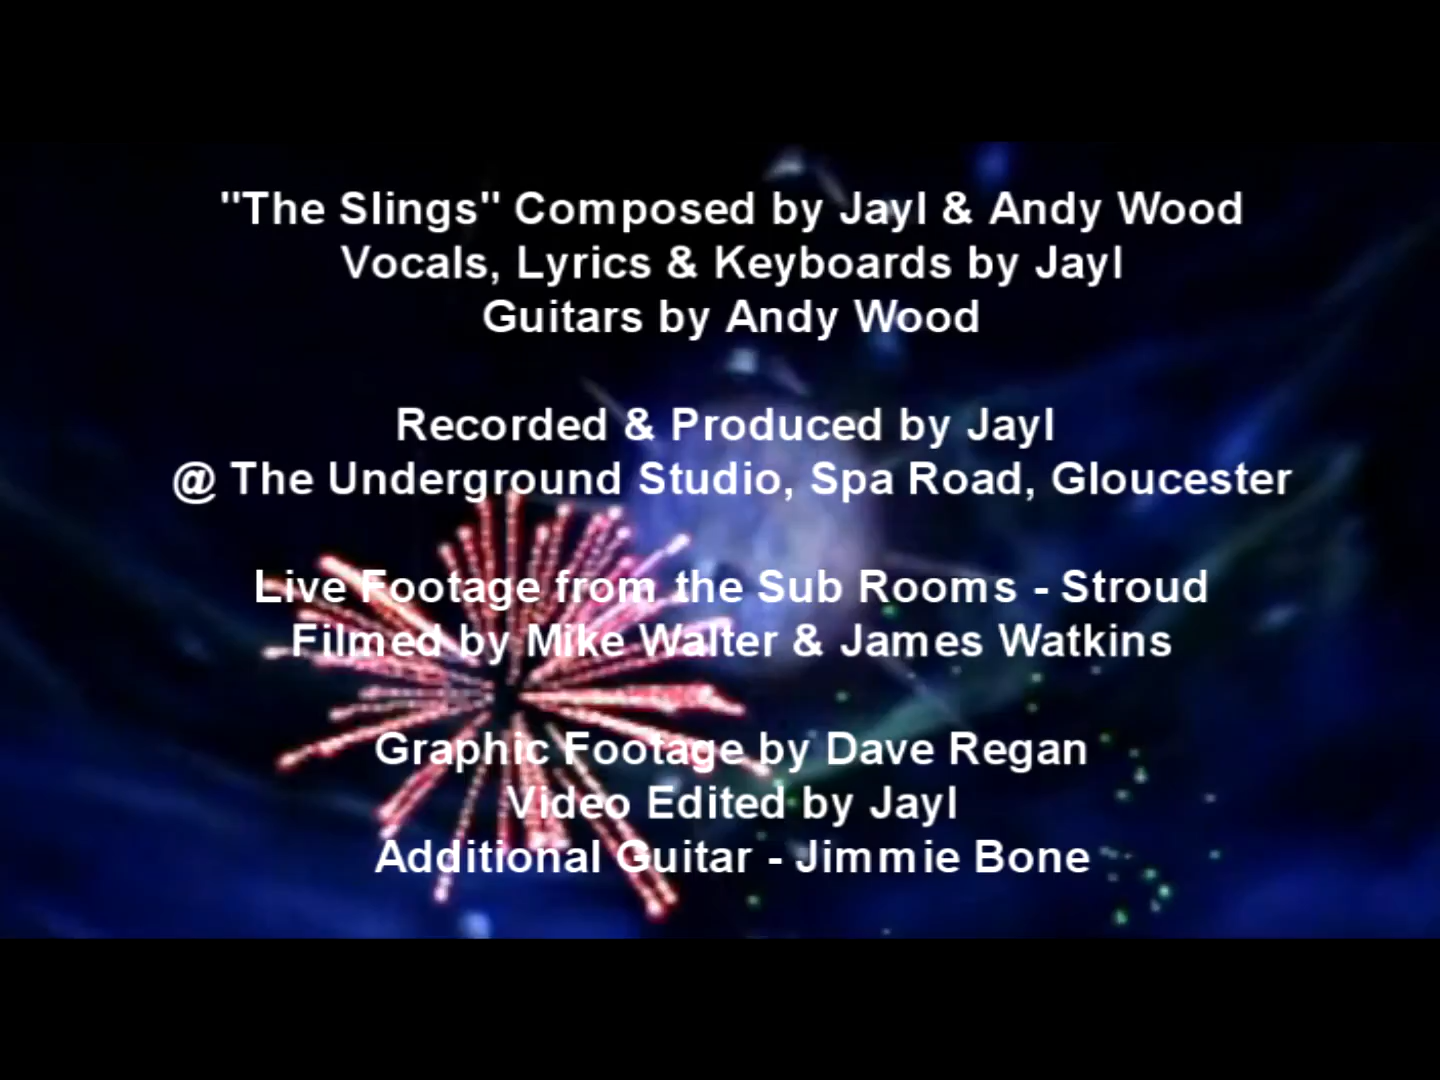 "The Slings" Composed by Jayl & Andy Wood
Vocals, Lyrics & Keyboards by Jayl
Guitars by Andy Wood
Recorded & Produced by Jayl
@ The Underground Studio, Spa Road, Gloucester
Live Footage from the Sub Rooms - Stroud
Filmed by Mike Walter & James Watkins
Graphic Footage by Dave Regan
Video Edited by Jayl
Additional Guitar - Jimmie Bone